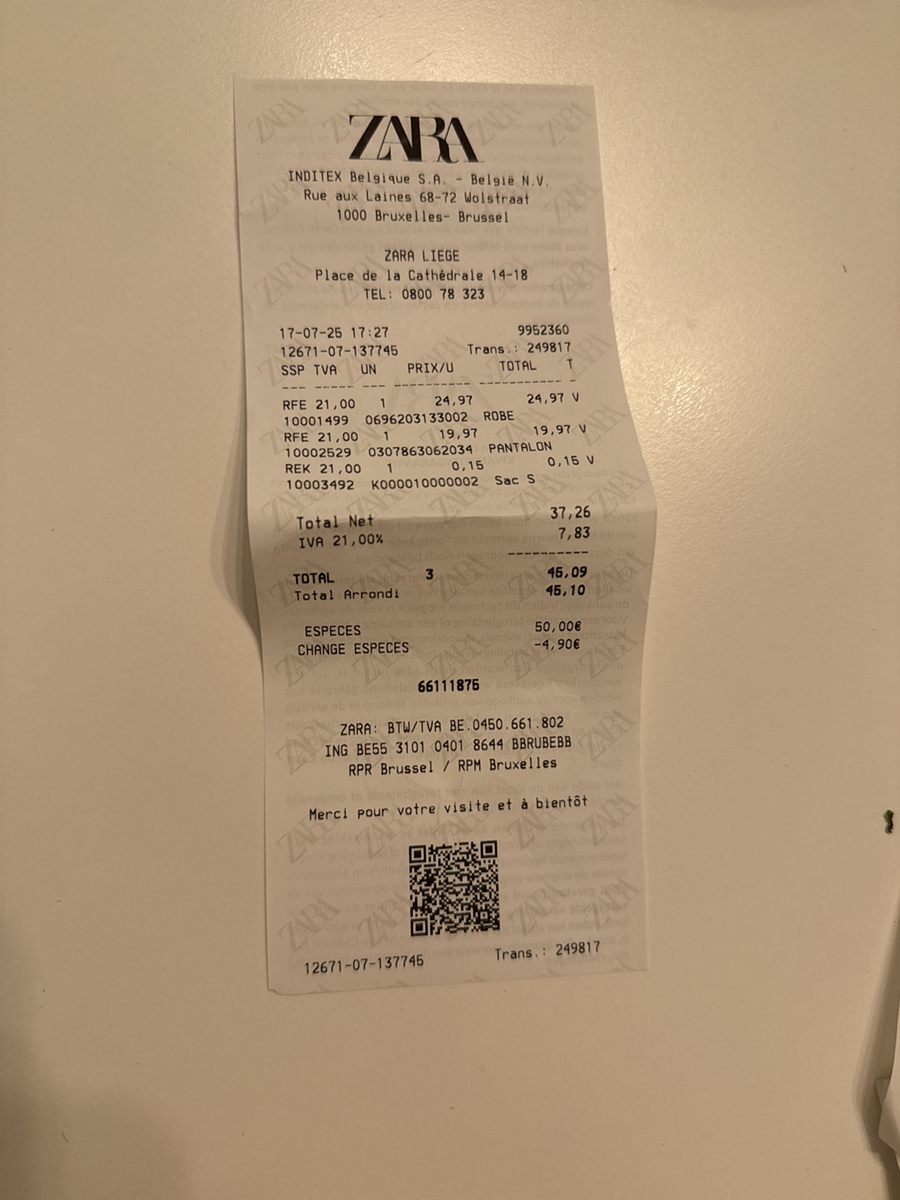 ZARA
INDITEX Belgique S.A. - België N.V.
Rue aux Laines 68-72 Wolstraat
1000 Bruxelles- Brussel
ZARA LIEGE
Place de la Cathédrale 14-18
TEL: 0800 78 323
17-07-25 17:27 9952360
12671-07-137745 Trans.: 249817
SSP TVA UN PRIX/U TOTAL T
--- ----- --- ---------- ----------- -
RFE 21,00 1 24,97 24,97 V
10001499 0696203133002 ROBE
RFE 21,00 1 19,97 19,97 V
10002529 0307863062034 PANTALON
REK 21,00 1 0,15 0,15 V
10003492 K000010000002 Sac S
Total Net 37,26
IVA 21,00% 7,83
----------
TOTAL 3 45,09
Total Arrondi 45,10
ESPECES 50,00€
CHANGE ESPECES -4,90€
66111875
ZARA: BTW/TVA BE.0450.661.802
ING BE55 3101 0401 8644 BBRUBEBB
RPR Brussel / RPM Bruxelles
Merci pour votre visite et à bientôt
12671-07-137745 Trans.: 249817